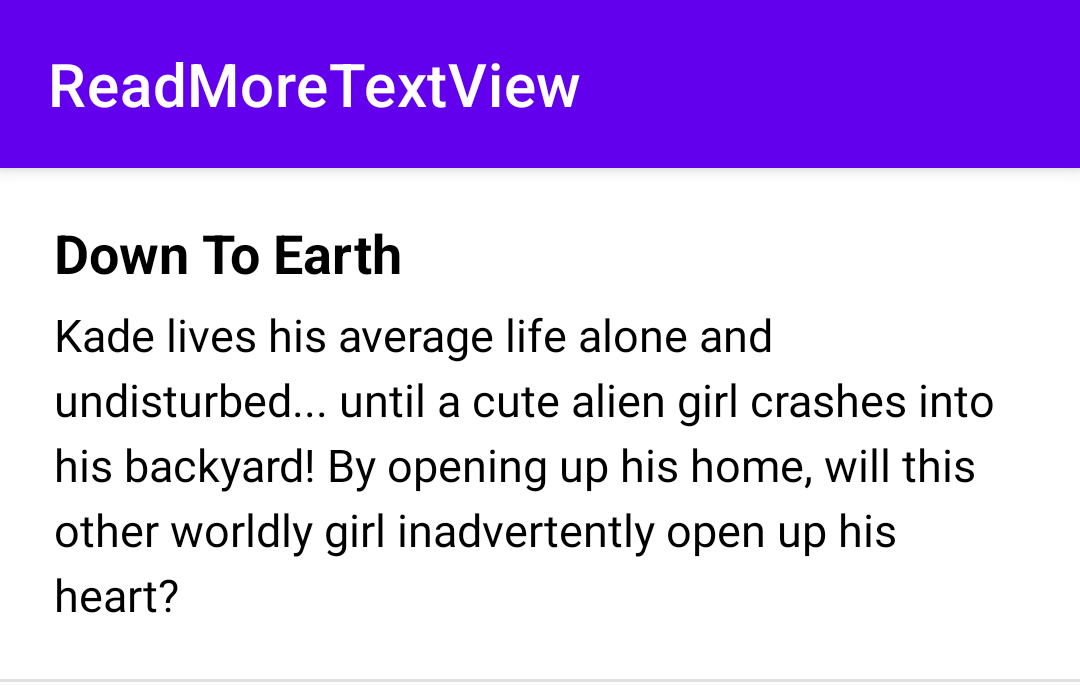 ReadMoreTextView
Down To Earth
Kade lives his average life alone and
undisturbed... until a cute alien girl crashes into
his backyard! By opening up his home, will this
other worldly girl inadvertently open up his
heart?